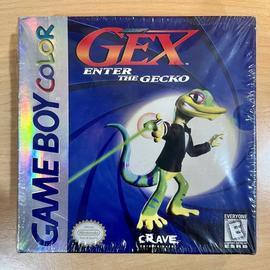 GAME BOY COLOR
GEX
ENTER
THE GECKO
CRAVE
EVERYONE
E